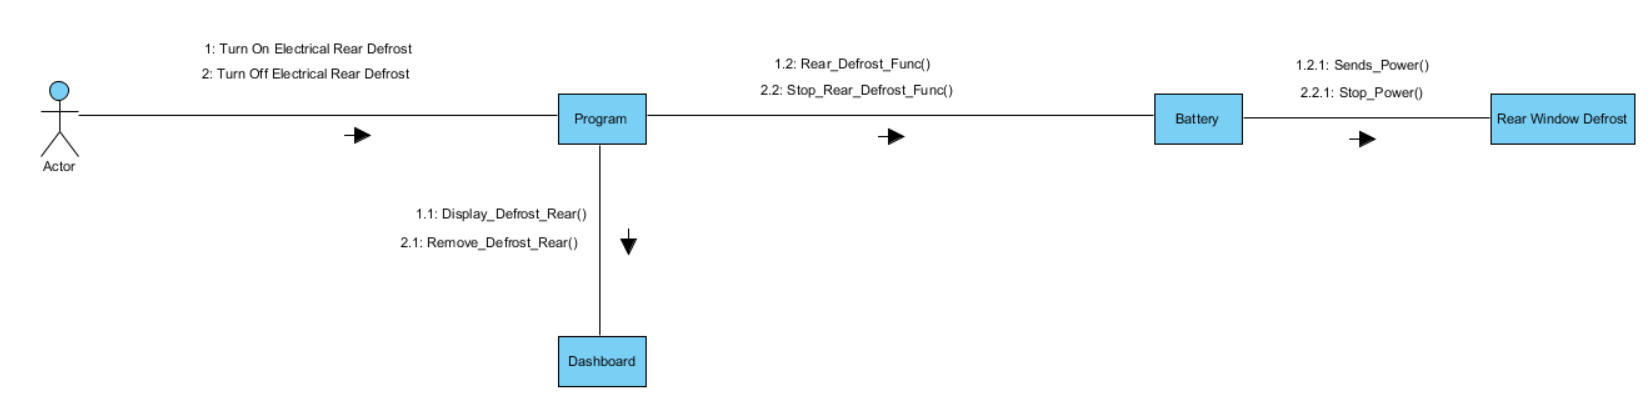 1: Turn On Electrical Rear Defrost
2: Turn Off Electrical Rear Defrost
1.2: Rear_Defrost_Func()
2.2: Stop_Rear_Defrost_Func()
1.2.1: Sends_Power()
2.2.1: Stop_Power()
Actor
Program
Battery
Rear Window Defrost
1.1: Display_Defrost_Rear()
2.1: Remove_Defrost_Rear()
Dashboard